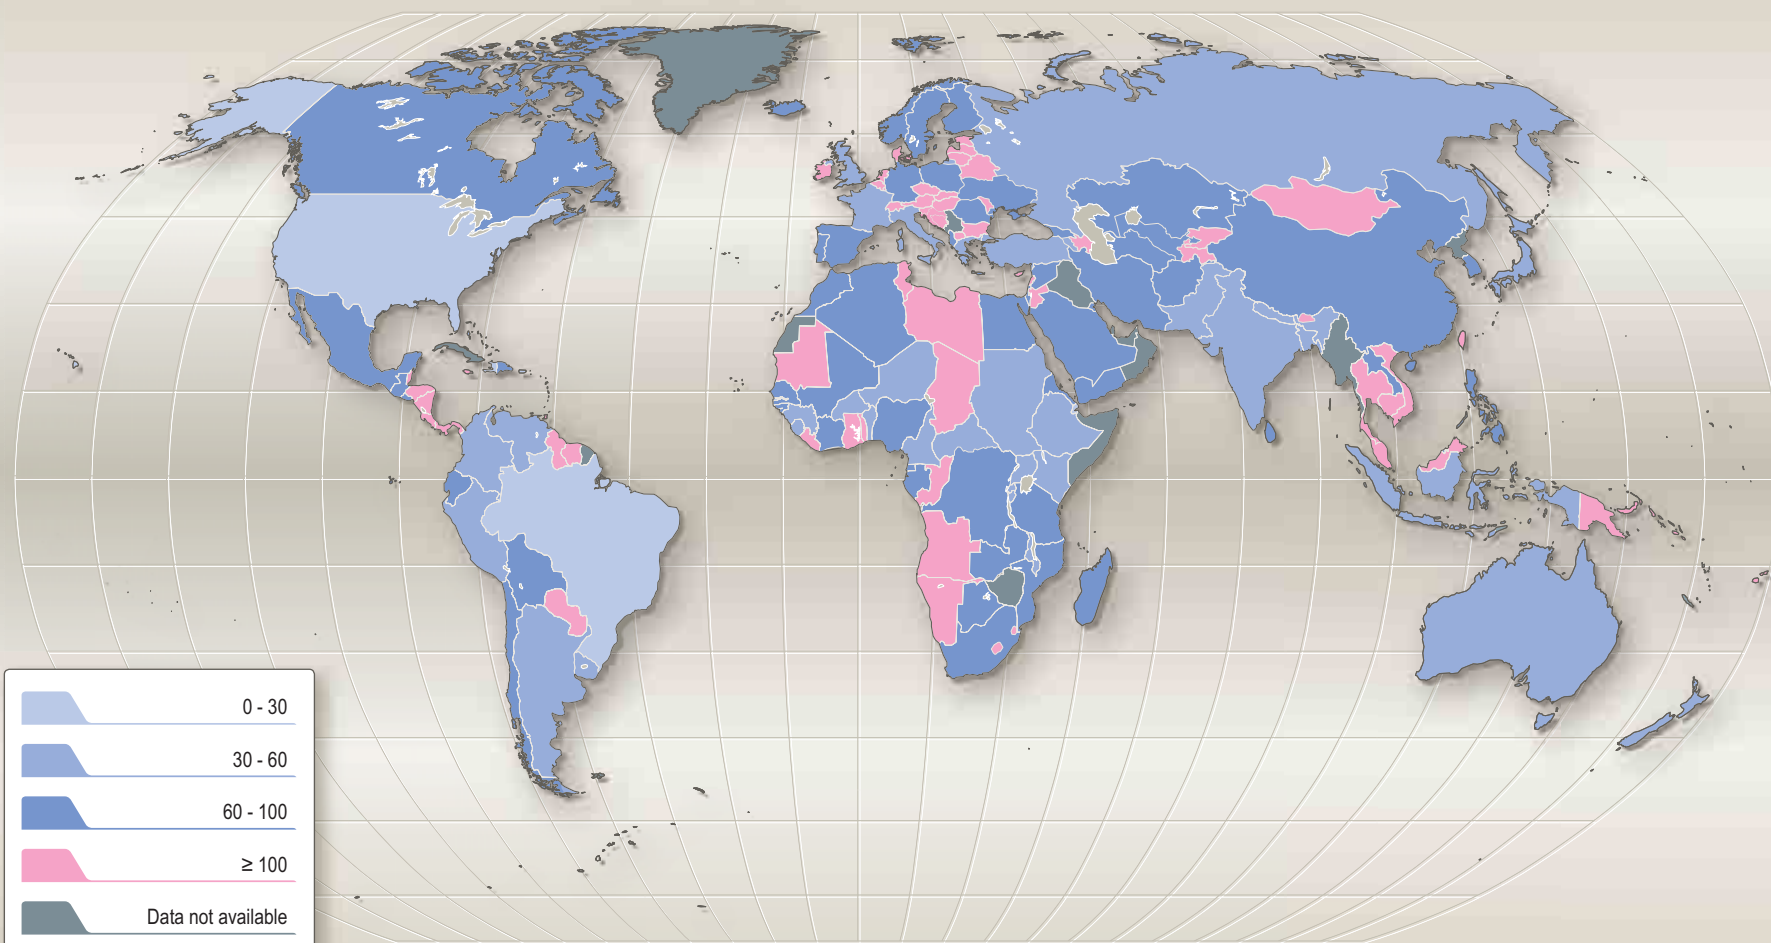 0 - 30
30 - 60
60 - 100
≥ 100
Data not available